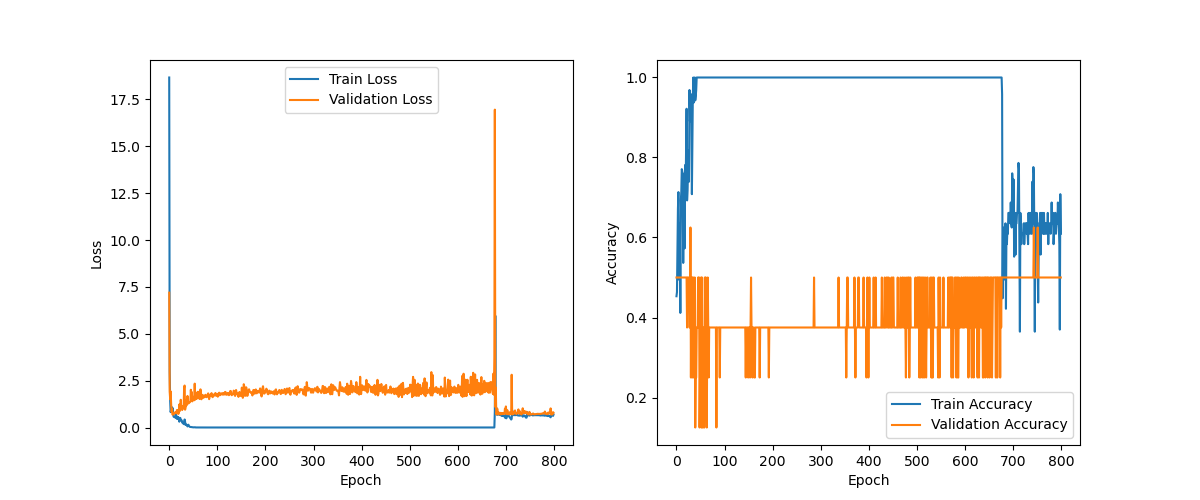 Train Loss
Validation Loss
17.5
15.0
12.5
10.0
7.5
5.0
2.5
0.0
Loss
0 100 200 300 400 500 600 700 800
Epoch
1.0
0.8
0.6
0.4
0.2
Accuracy
Train Accuracy
Validation Accuracy
0 100 200 300 400 500 600 700 800
Epoch